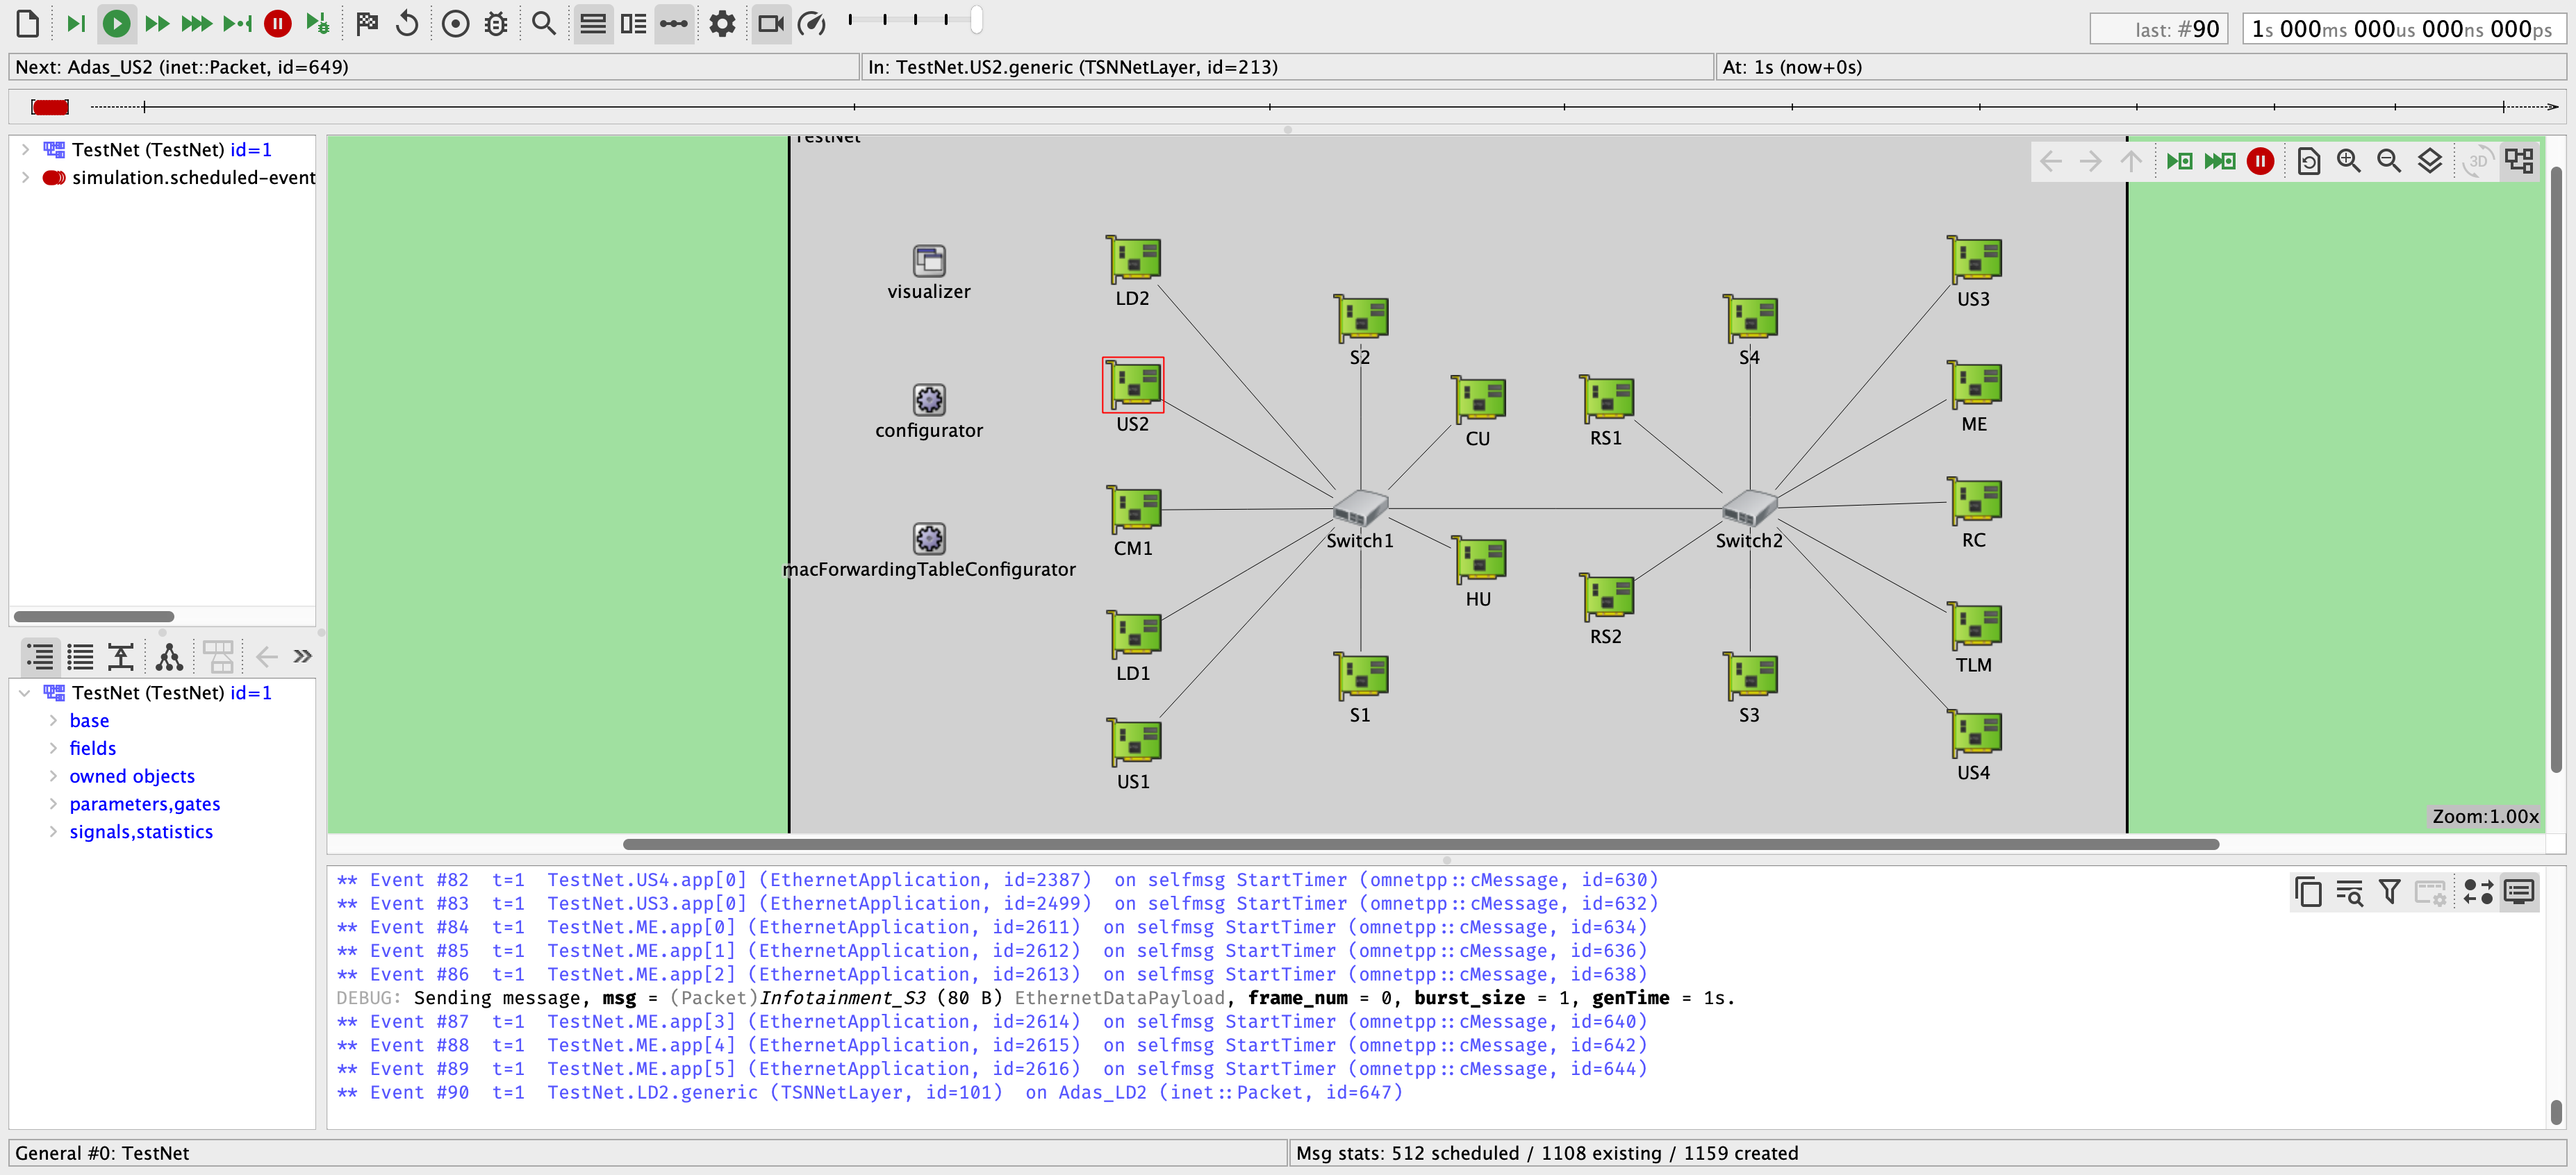 last: #90
1s 000ms 000us 000ns 000ps
Next: Adas_US2 (inet::Packet, id=649)
In: TestNet.US2.generic (TSNNetLayer, id=213)
At: 1s (now+0s)
TestNet (TestNet) id=1
simulation.scheduled-event
TestNet
3D
visualizer
configurator
macForwardingTableConfigurator
LD2
US2
CM1
LD1
US1
S2
CU
Switch1
HU
S1
RS1
S4
Switch2
RS2
S3
US3
ME
RC
TLM
US4
Zoom:1.00x
TestNet (TestNet) id=1
base
fields
owned objects
parameters,gates
signals,statistics
** Event #82 t=1 TestNet.US4.app[0] (EthernetApplication, id=2387) on selfmsg StartTimer (omnetpp::cMessage, id=630)
** Event #83 t=1 TestNet.US3.app[0] (EthernetApplication, id=2499) on selfmsg StartTimer (omnetpp::cMessage, id=632)
** Event #84 t=1 TestNet.ME.app[0] (EthernetApplication, id=2611) on selfmsg StartTimer (omnetpp::cMessage, id=634)
** Event #85 t=1 TestNet.ME.app[1] (EthernetApplication, id=2612) on selfmsg StartTimer (omnetpp::cMessage, id=636)
** Event #86 t=1 TestNet.ME.app[2] (EthernetApplication, id=2613) on selfmsg StartTimer (omnetpp::cMessage, id=638)
DEBUG: Sending message, msg = (Packet)Infotainment_S3 (80 B) EthernetDataPayload, frame_num = 0, burst_size = 1, genTime = 1s.
** Event #87 t=1 TestNet.ME.app[3] (EthernetApplication, id=2614) on selfmsg StartTimer (omnetpp::cMessage, id=640)
** Event #88 t=1 TestNet.ME.app[4] (EthernetApplication, id=2615) on selfmsg StartTimer (omnetpp::cMessage, id=642)
** Event #89 t=1 TestNet.ME.app[5] (EthernetApplication, id=2616) on selfmsg StartTimer (omnetpp::cMessage, id=644)
** Event #90 t=1 TestNet.LD2.generic (TSNNetLayer, id=101) on Adas_LD2 (inet::Packet, id=647)
General #0: TestNet
Msg stats: 512 scheduled / 1108 existing / 1159 created